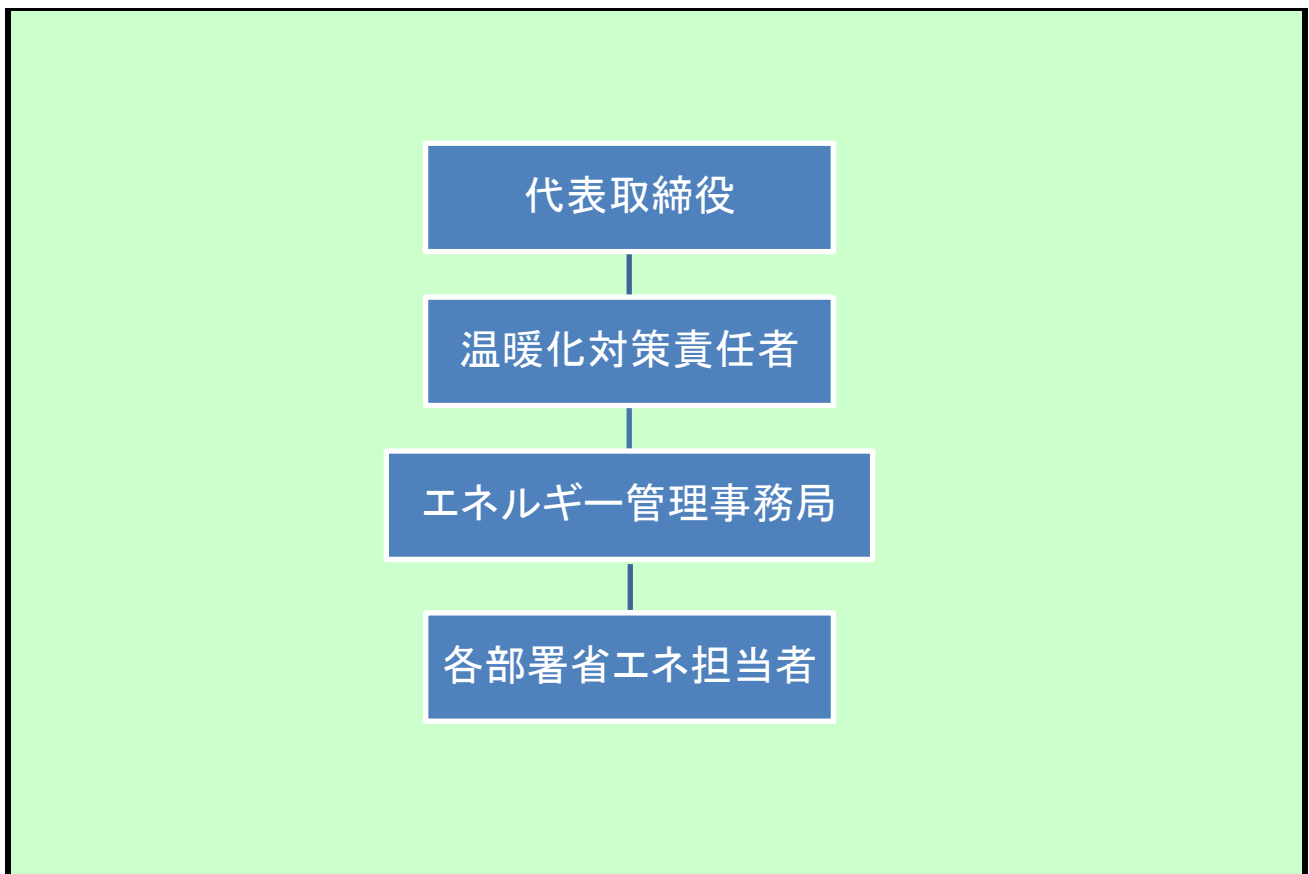 代表取締役
温暖化対策責任者
エネルギー管理事務局
各部署省エネ担当者